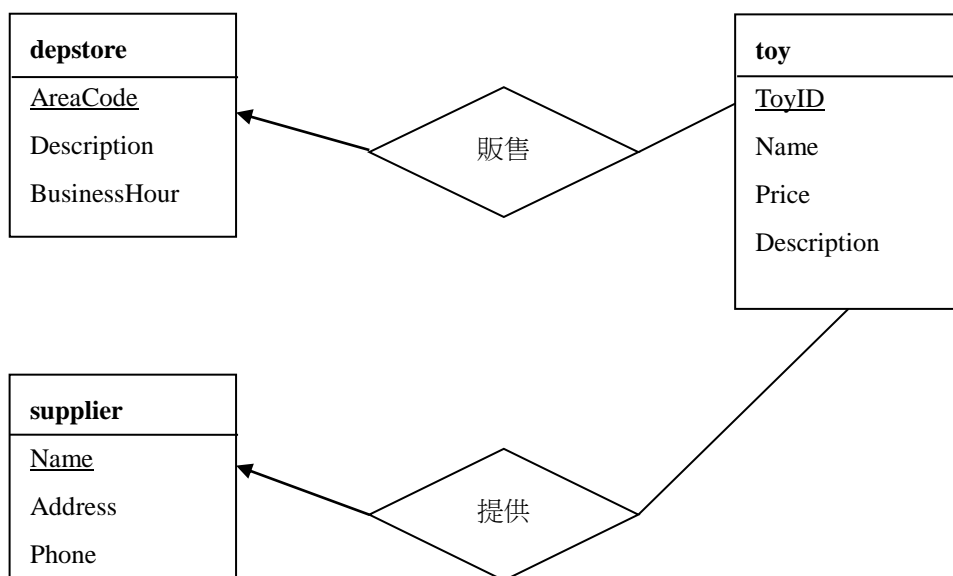 depstore
AreaCode
Description
BusinessHour
販售
toy
ToyID
Name
Price
Description
supplier
Name
Address
Phone
提供